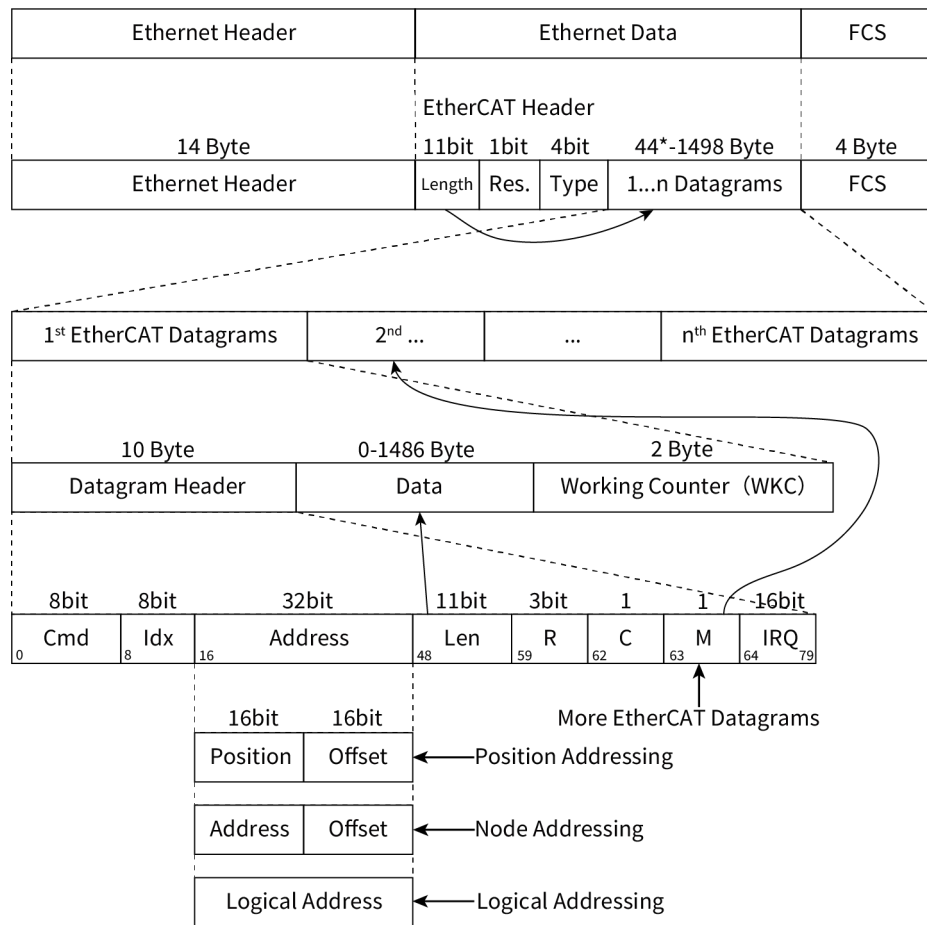 Ethernet Header Ethernet Data FCS
EtherCAT Header
14 Byte 11bit 1bit 4bit 44*-1498 Byte 4 Byte
Ethernet Header Length Res. Type 1...n Datagrams FCS
1st EtherCAT Datagrams 2nd ... ... nth EtherCAT Datagrams
10 Byte 0-1486 Byte 2 Byte
Datagram Header Data Working Counter（WKC）
8bit 8bit 32bit 11bit 3bit 1 1 16bit
Cmd Idx Address Len R C M IRQ
0 8 16 48 59 62 63 64 79
16bit 16bit More EtherCAT Datagrams
Position Offset Position Addressing
Address Offset Node Addressing
Logical Address Logical Addressing